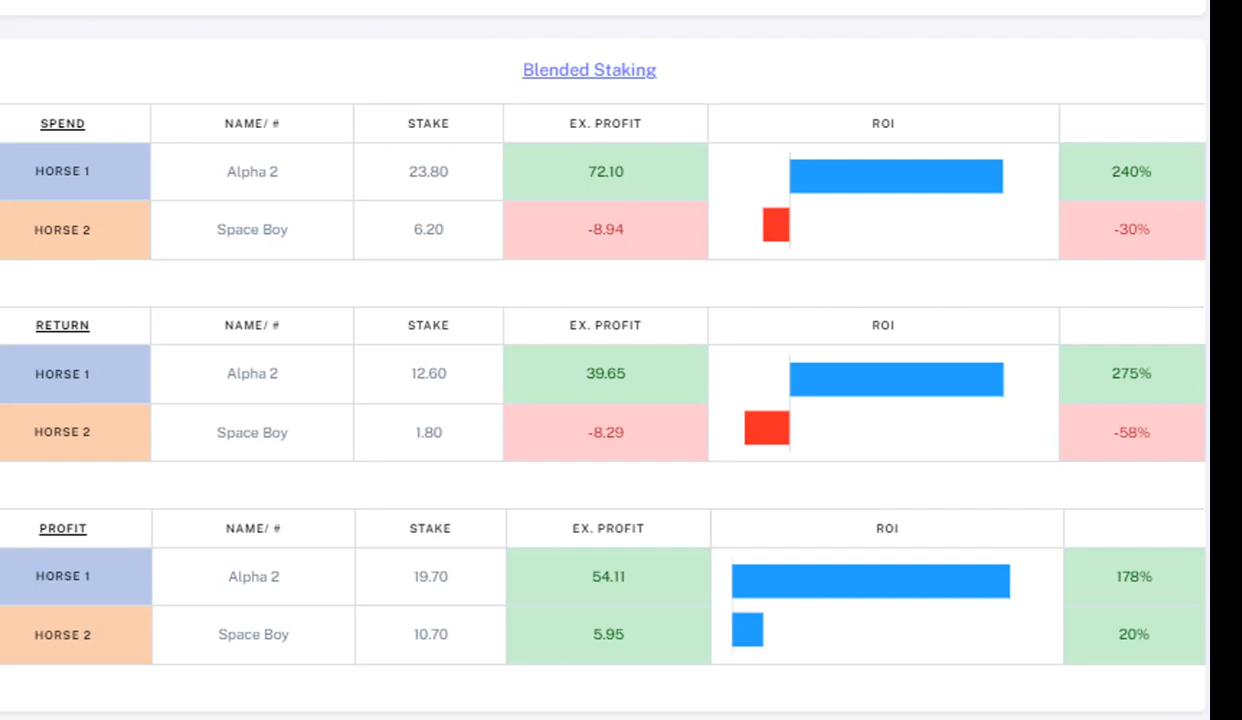 Blended Staking
SPEND NAME/ # STAKE EX. PROFIT ROI
HORSE 1 Alpha 2 23.80 72.10 240%
HORSE 2 Space Boy 6.20 -8.94 -30%
RETURN NAME/ # STAKE EX. PROFIT ROI
HORSE 1 Alpha 2 12.60 39.65 275%
HORSE 2 Space Boy 1.80 -8.29 -58%
PROFIT NAME/ # STAKE EX. PROFIT ROI
HORSE 1 Alpha 2 19.70 54.11 178%
HORSE 2 Space Boy 10.70 5.95 20%